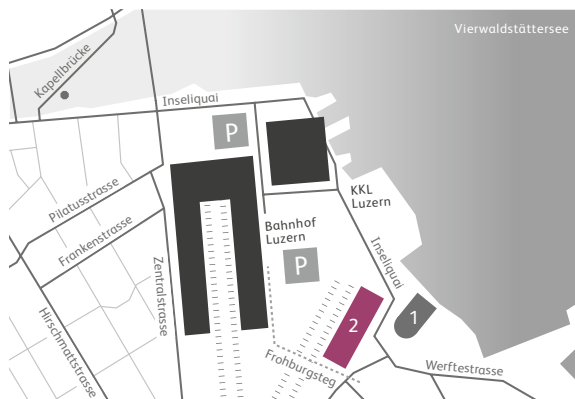 Vierwaldstättersee
Kapellbrücke
Inseliquai
P
Pilatusstrasse
KKL
Luzern
Frankenstrasse
Bahnhof
Luzern
P
Zentralstrasse
Inseliquai
Hirschmattstrasse
2
1
Frohburgsteg
Werftestrasse